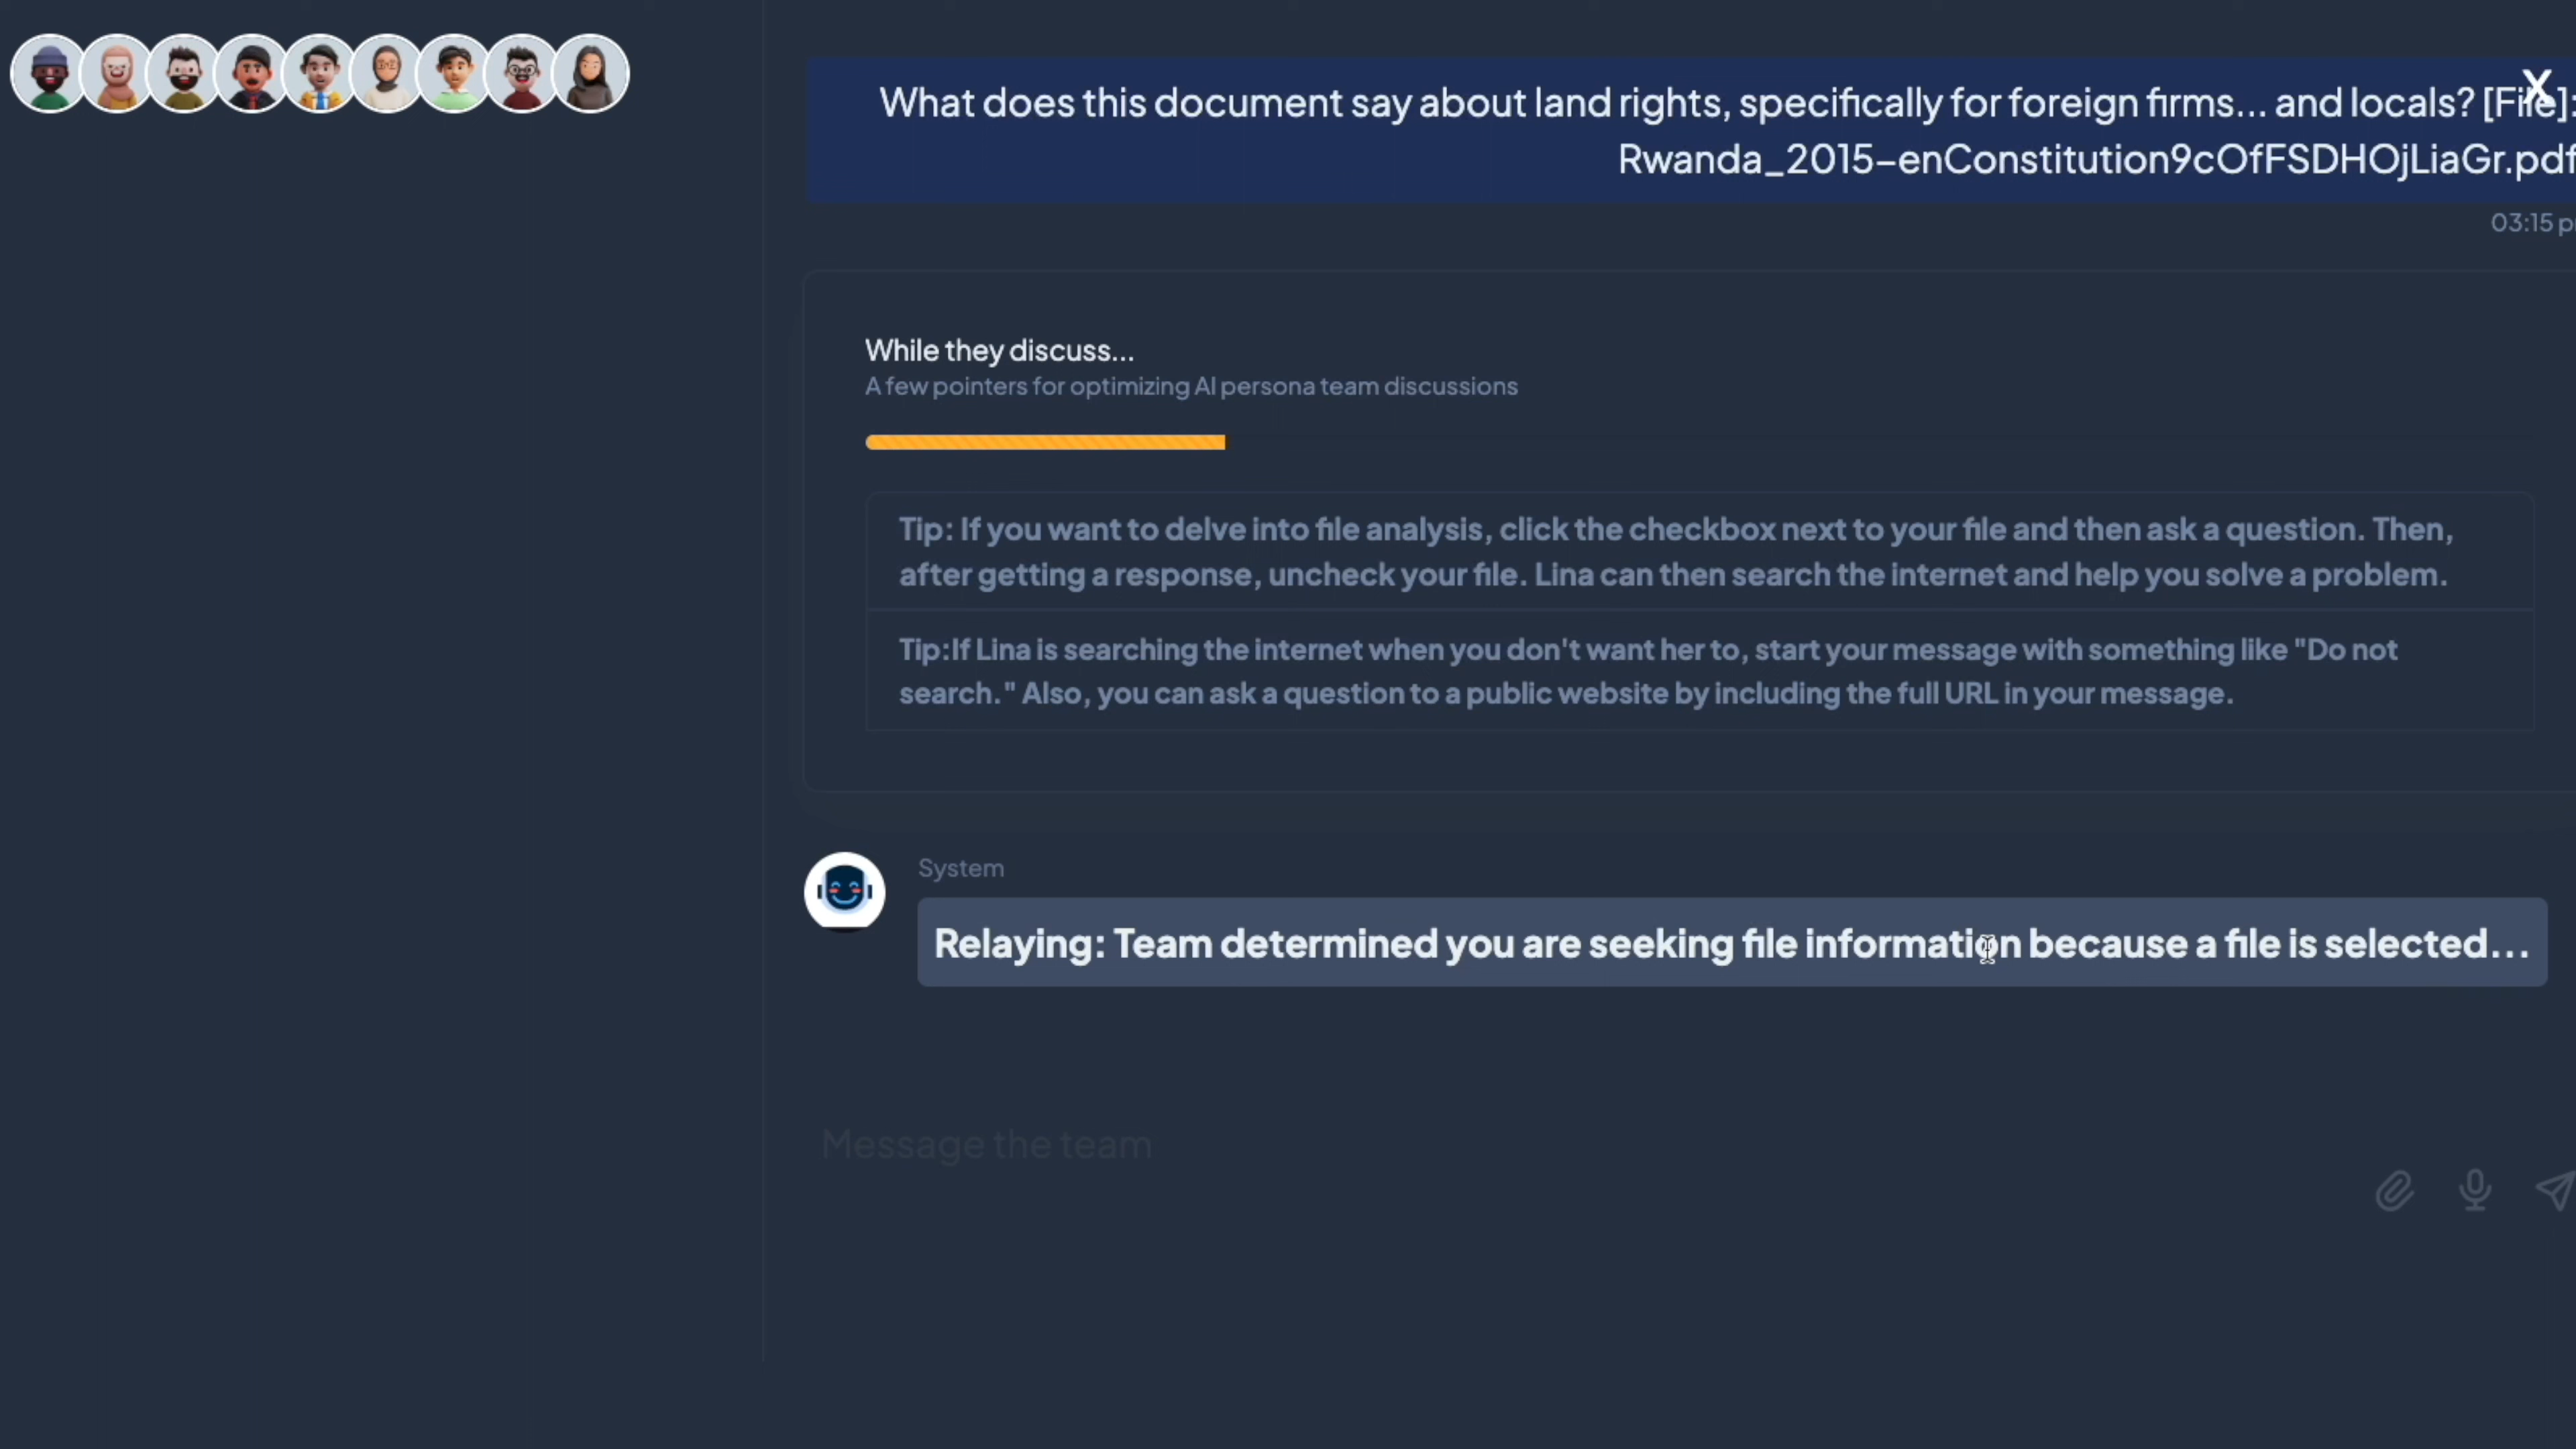 What does this document say about land rights, specifically for foreign firms... and locals? [File]:
Rwanda_2015-enConstitution9cOfFSDHOjLiaGr.pdf
X
03:15 p
While they discuss...
A few pointers for optimizing AI persona team discussions
Tip: If you want to delve into file analysis, click the checkbox next to your file and then ask a question. Then,
after getting a response, uncheck your file. Lina can then search the internet and help you solve a problem.
Tip:If Lina is searching the internet when you don't want her to, start your message with something like "Do not
search." Also, you can ask a question to a public website by including the full URL in your message.
System
Relaying: Team determined you are seeking file information because a file is selected...
Message the team